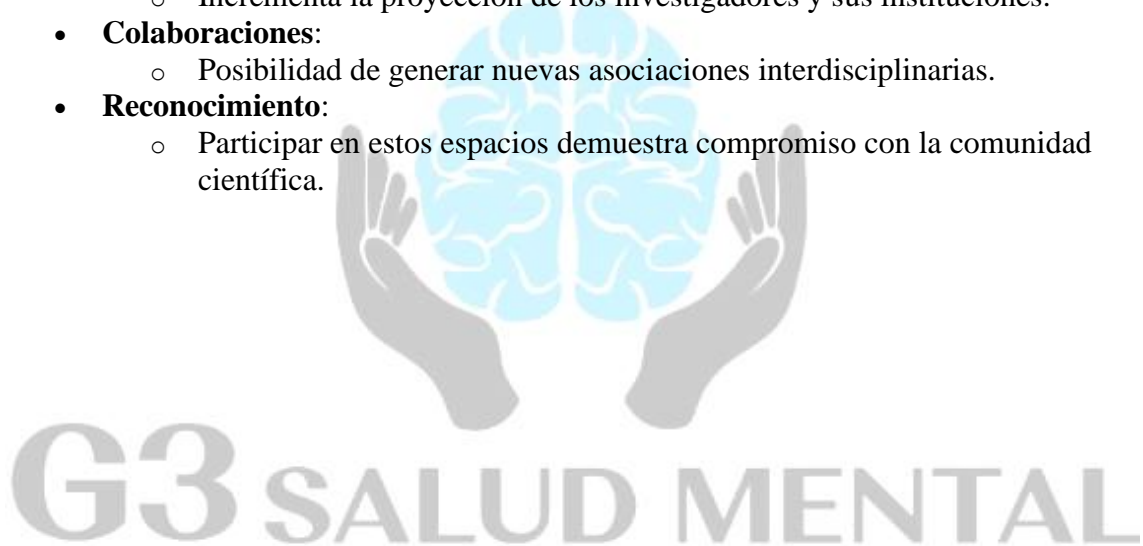 ○ Incrementa la proyección de los investigadores y sus instituciones.
• Colaboraciones:
○ Posibilidad de generar nuevas asociaciones interdisciplinarias.
• Reconocimiento:
○ Participar en estos espacios demuestra compromiso con la comunidad
científica.
G3 SALUD MENTAL